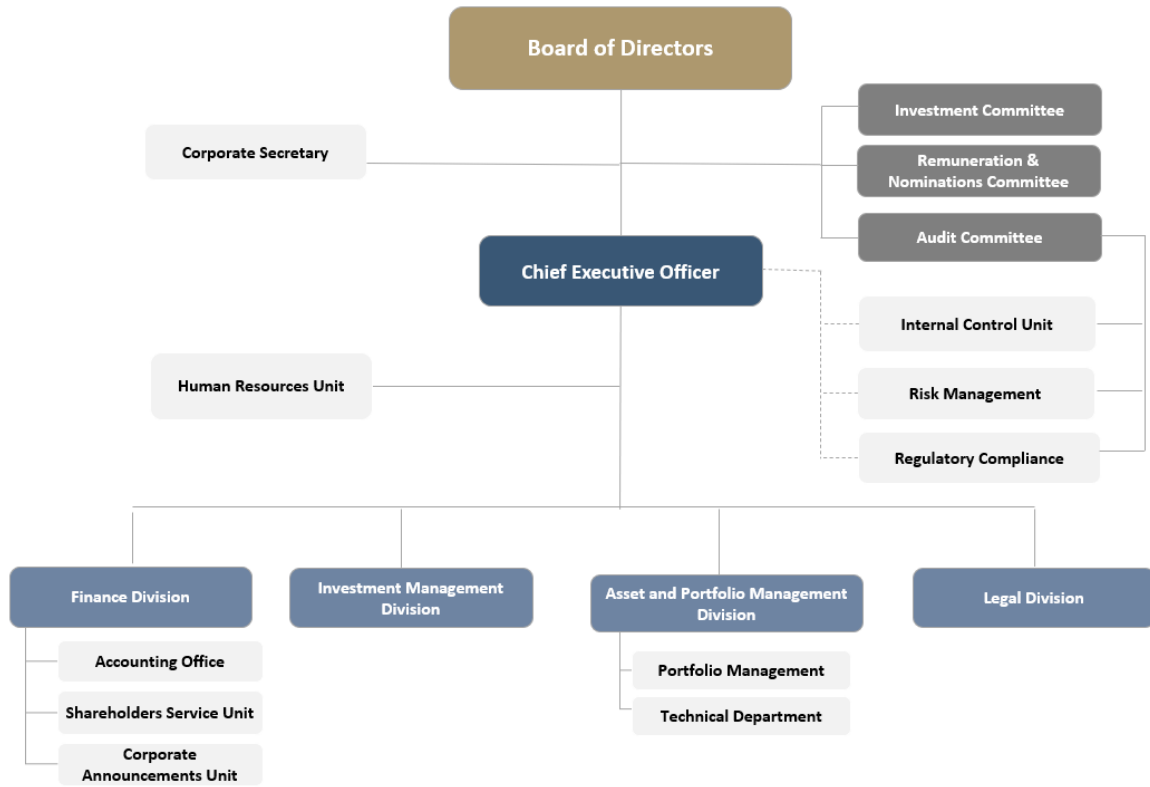 Board of Directors
Investment Committee
Corporate Secretary
Remuneration &
Nominations Committee
Audit Committee
Chief Executive Officer
Internal Control Unit
Human Resources Unit
Risk Management
Regulatory Compliance
Finance Division
Investment Management
Division
Asset and Portfolio Management
Division
Legal Division
Accounting Office
Shareholders Service Unit
Corporate
Announcements Unit
Portfolio Management
Technical Department